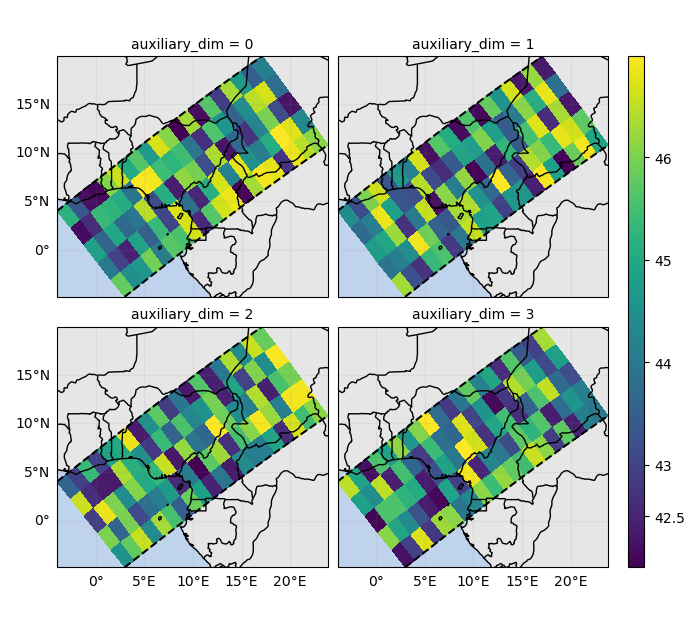 auxiliary_dim = 0
auxiliary_dim = 1
15°N
10°N
5°N
0°
auxiliary_dim = 2
auxiliary_dim = 3
15°N
10°N
5°N
0°
0° 5°E 10°E 15°E 20°E
0° 5°E 10°E 15°E 20°E
46
45
44
43
42.5